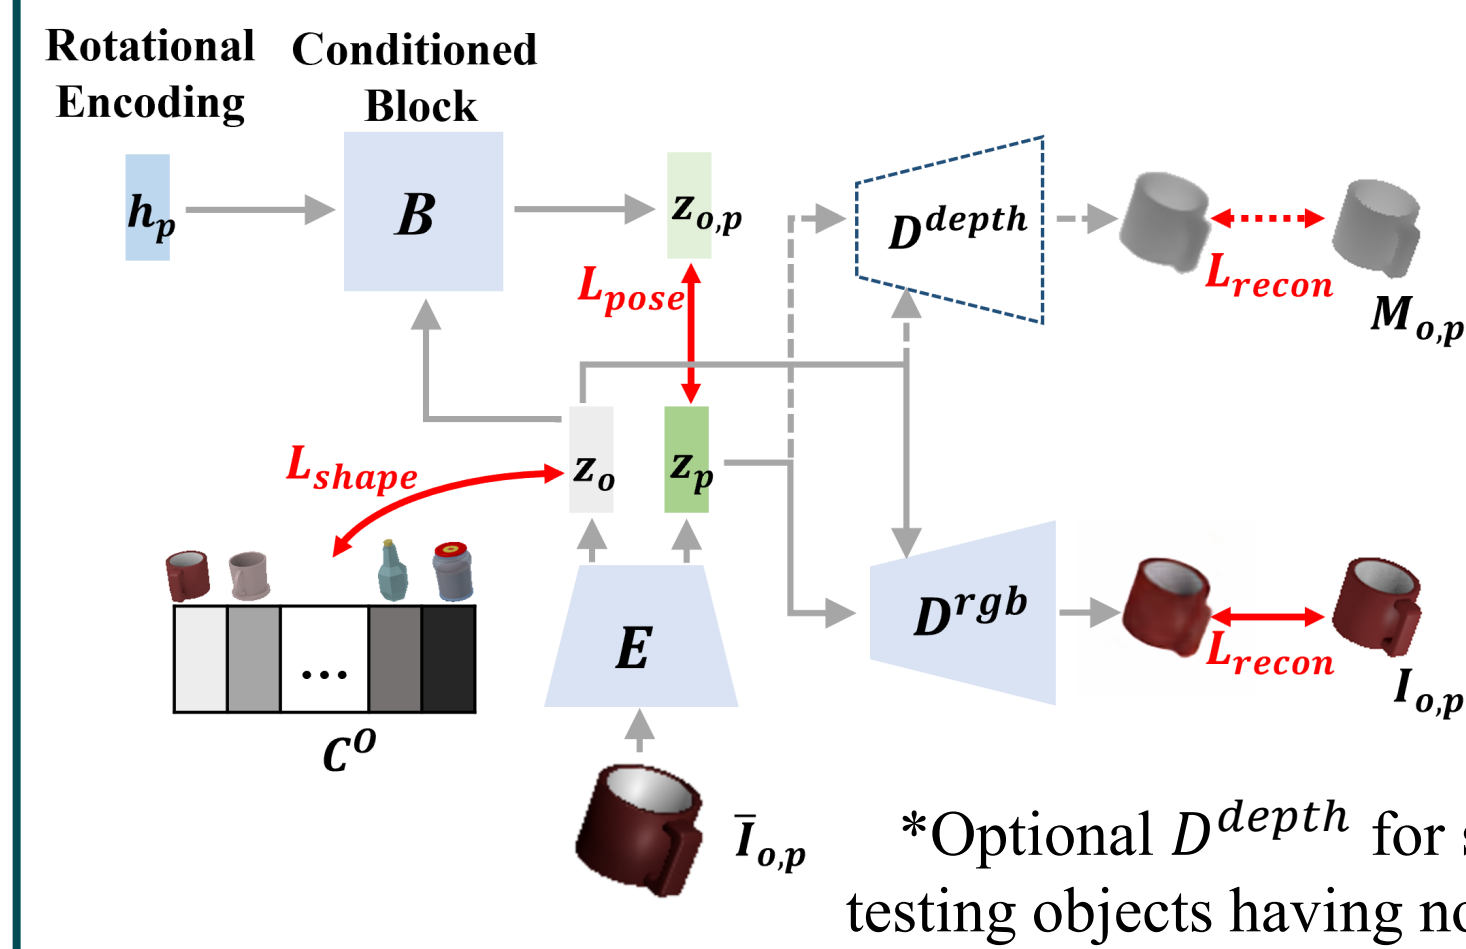 Rotational
Encoding
Conditioned
Block
h_p
B
z_{o,p}
D^{depth}
L_{recon}
M_{o,p}
L_{pose}
L_{shape}
z_o
z_p
E
D^{rgb}
L_{recon}
I_{o,p}
...
C^O
Ī_{o,p}
*Optional D^{depth} for
testing objects having